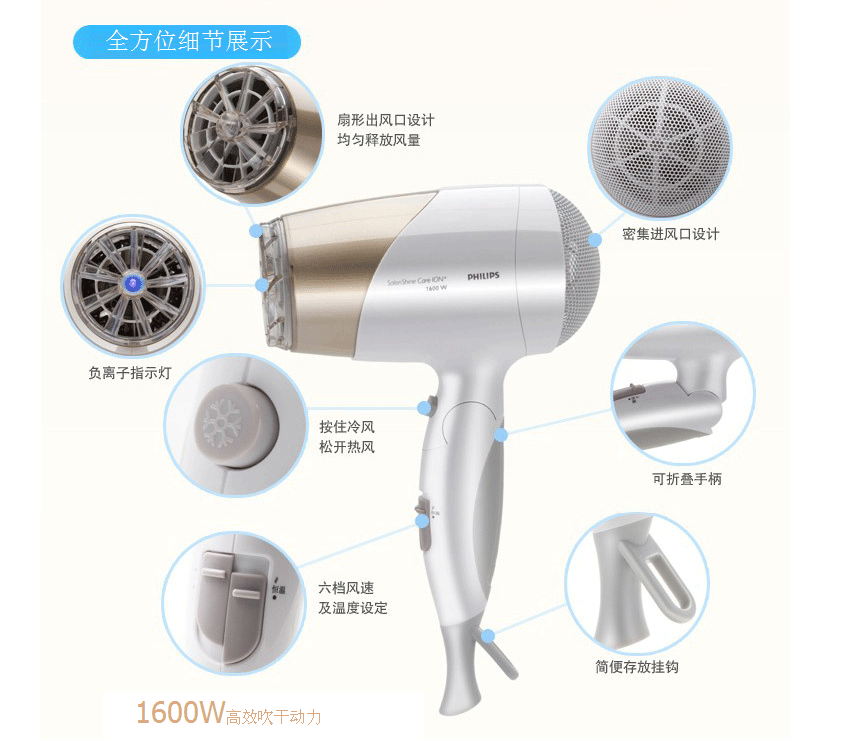 全方位细节展示
扇形出风口设计
均匀释放风量
密集进风口设计
SalonShine Care ION
1600 W
PHILIPS
负离子指示灯
按住冷风
松开热风
可折叠手柄
恒温
六档风速
及温度设定
简便存放挂钩
1600W高效吹干动力